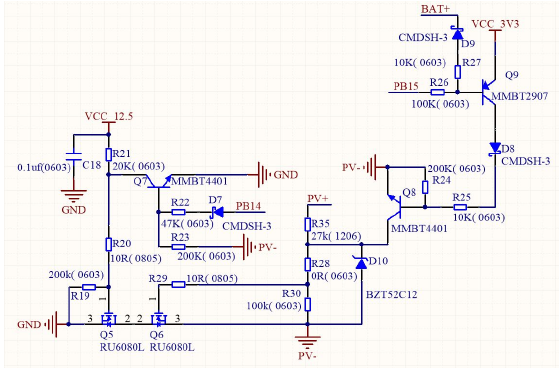 BAT+
VCC_3V3
CMDSH-3
D9
10K( 0603)
R27
Q9
PB15
R26
100K( 0603)
MMBT2907
VCC_12.5
D8
CMDSH-3
0.1uf(0603)
C18
R21
20K( 0603)
Q7
MMBT4401
GND
PV-
200K( 0603)
R24
Q8
GND
R22
47K( 0603)
D7
PB14
CMDSH-3
PV+
R25
10K( 0603)
MMBT4401
R23
200K( 0603)
PV-
R35
27k( 1206)
R20
10R( 0805)
R28
0R( 0603)
D10
200k( 0603)
R19
R29
10R( 0805)
R30
100k( 0603)
BZT52C12
1
1
GND
3
2
2
3
Q5
RU6080L
Q6
RU6080L
PV-